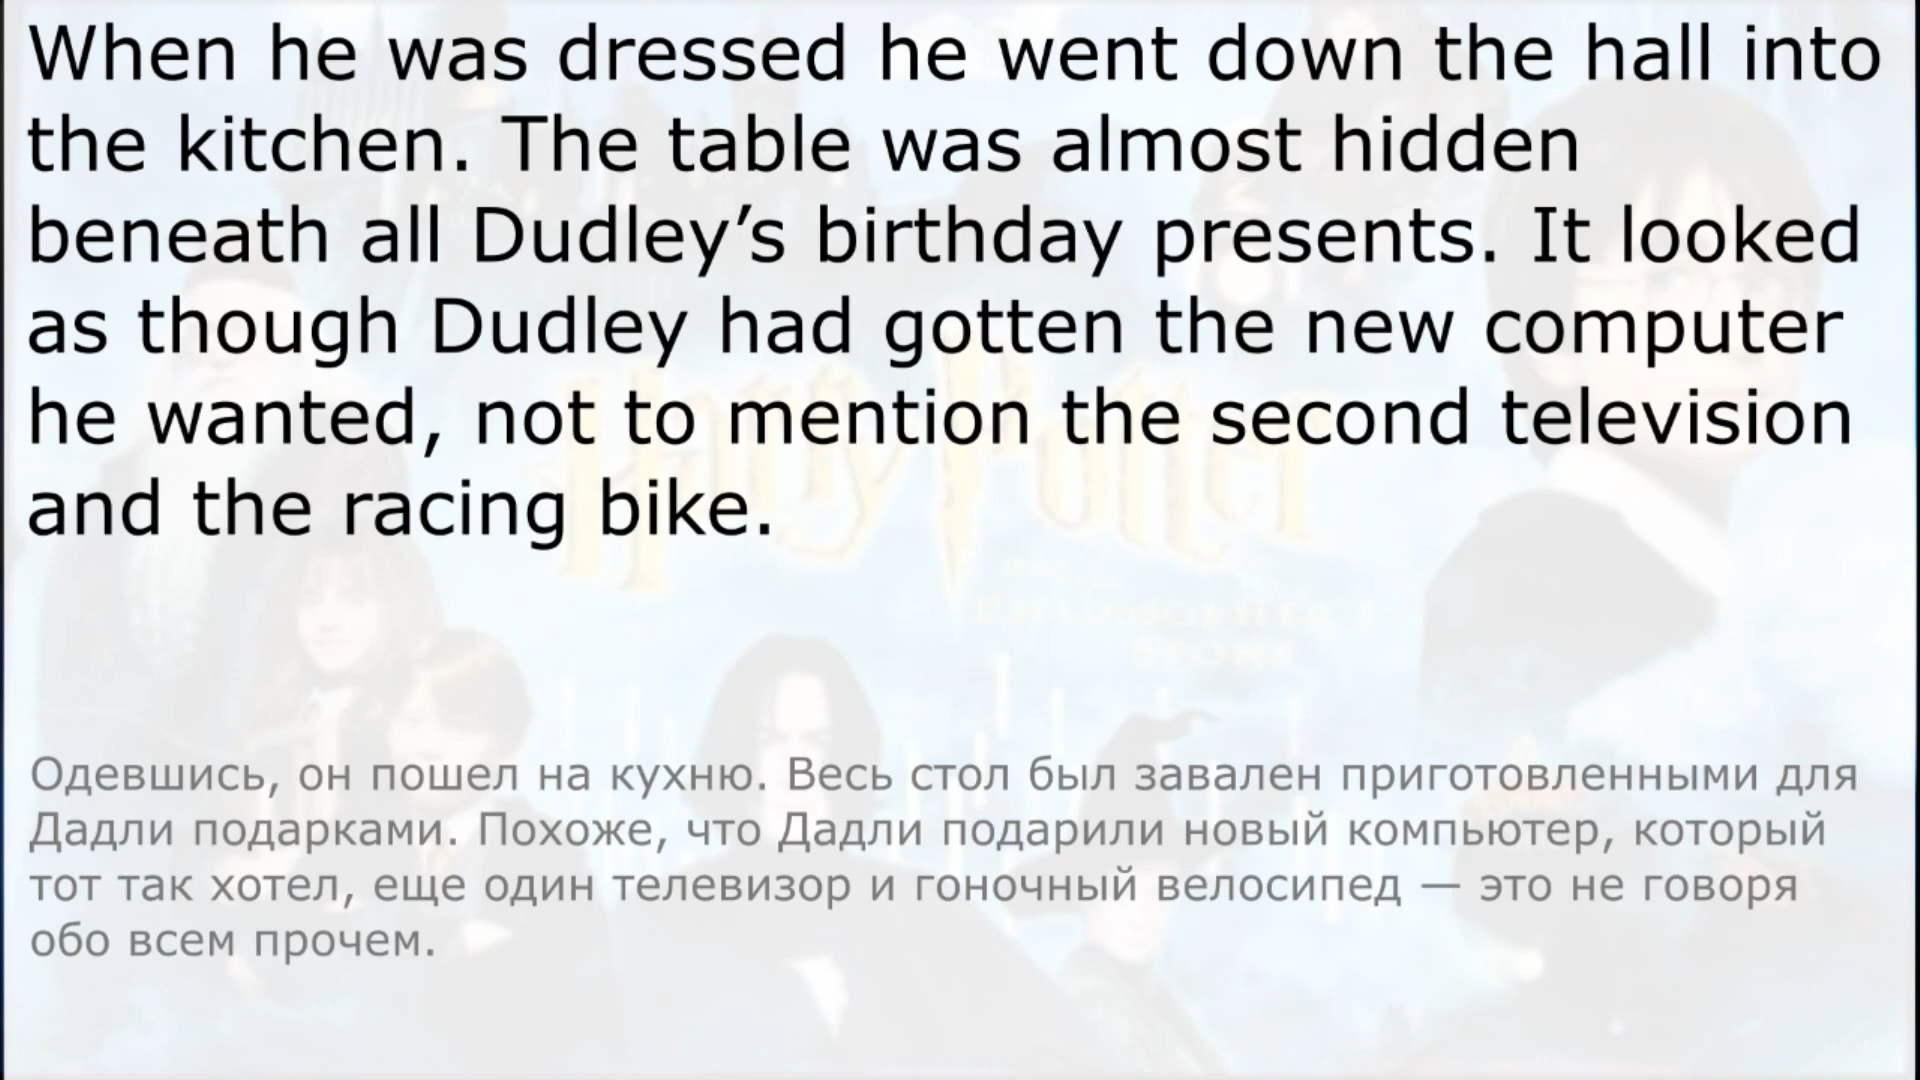 When he was dressed he went down the hall into
the kitchen. The table was almost hidden
beneath all Dudley’s birthday presents. It looked
as though Dudley had gotten the new computer
he wanted, not to mention the second television
and the racing bike.
Harry Potter
Одевшись, он пошел на кухню. Весь стол был завален приготовленными для
Дадли подарками. Похоже, что Дадли подарили новый компьютер, который
тот так хотел, еще один телевизор и гоночный велосипед — это не говоря
обо всем прочем.